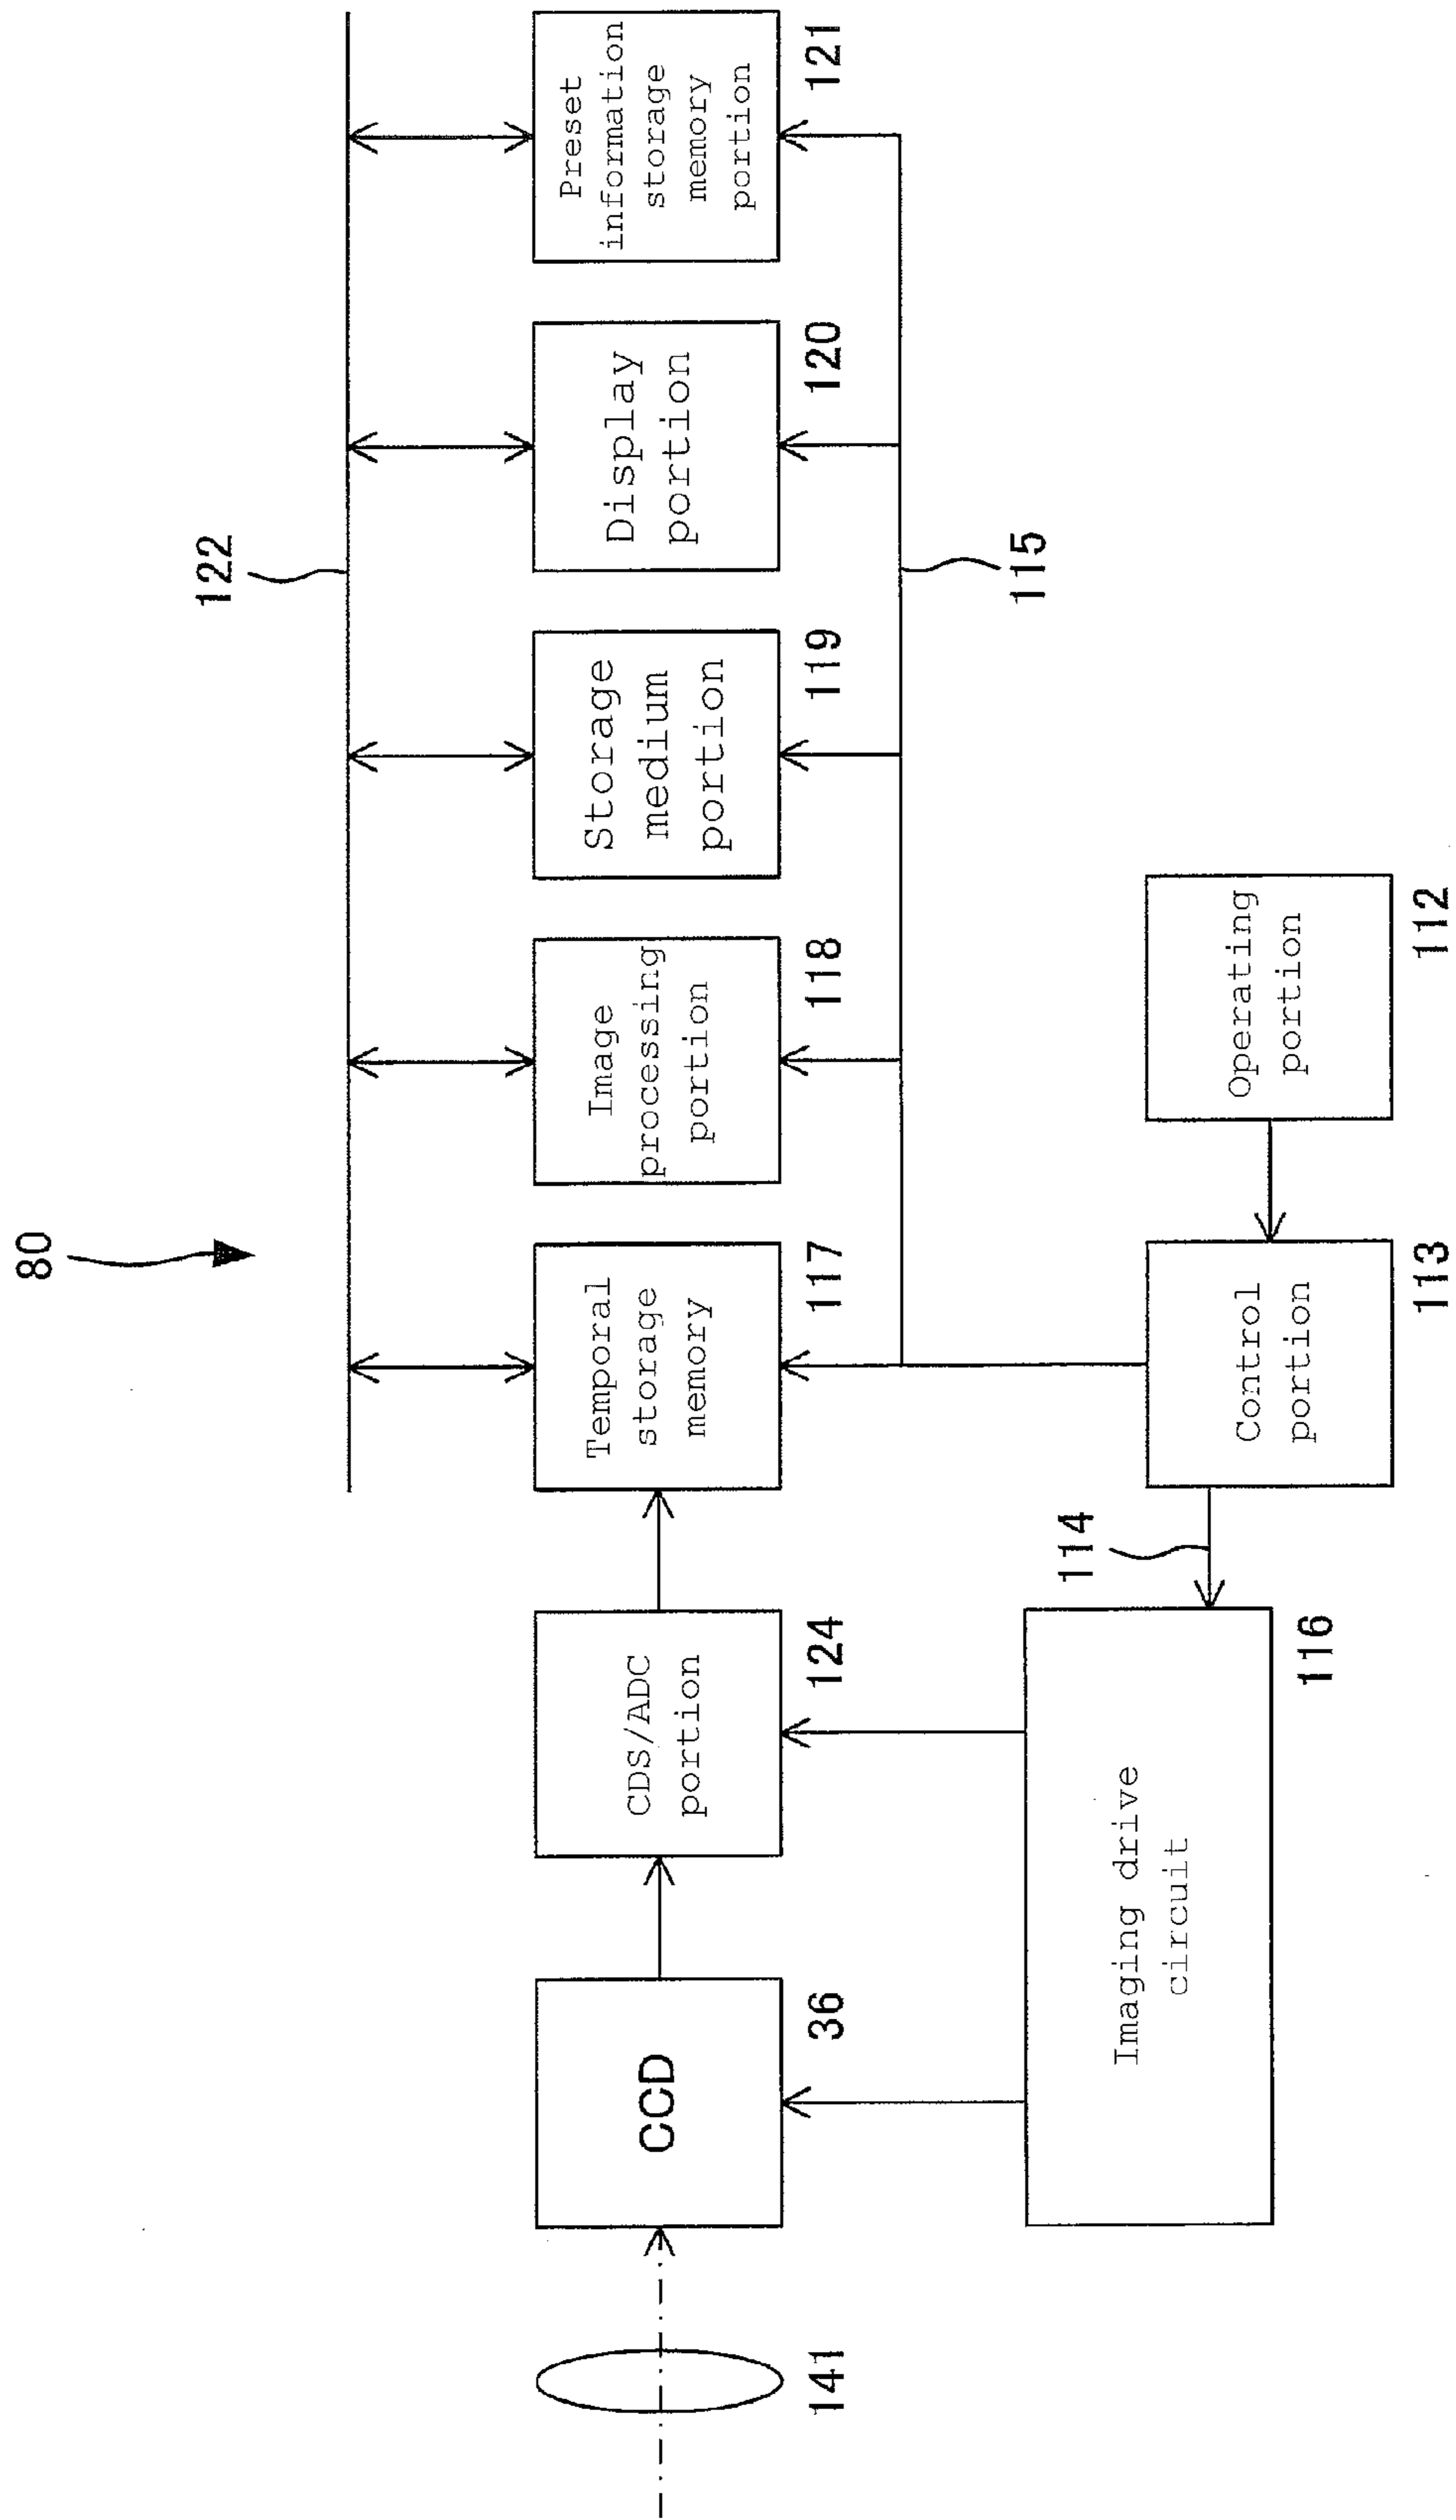 80
122
Temporal
storage
memory
117
Image
processing
portion
118
Storage
medium
portion
119
Display
portion
120
Preset
information
storage
memory
portion
121
141
CCD
36
CDS/ADC
portion
124
115
114
Imaging drive
circuit
116
Control
portion
113
Operating
portion
112